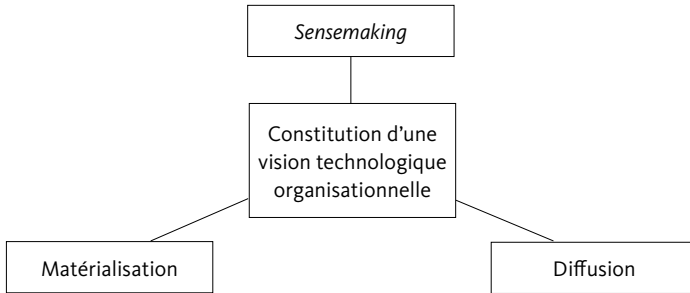 Sensemaking
Constitution d'une
vision technologique
organisationnelle
Matérialisation
Diffusion